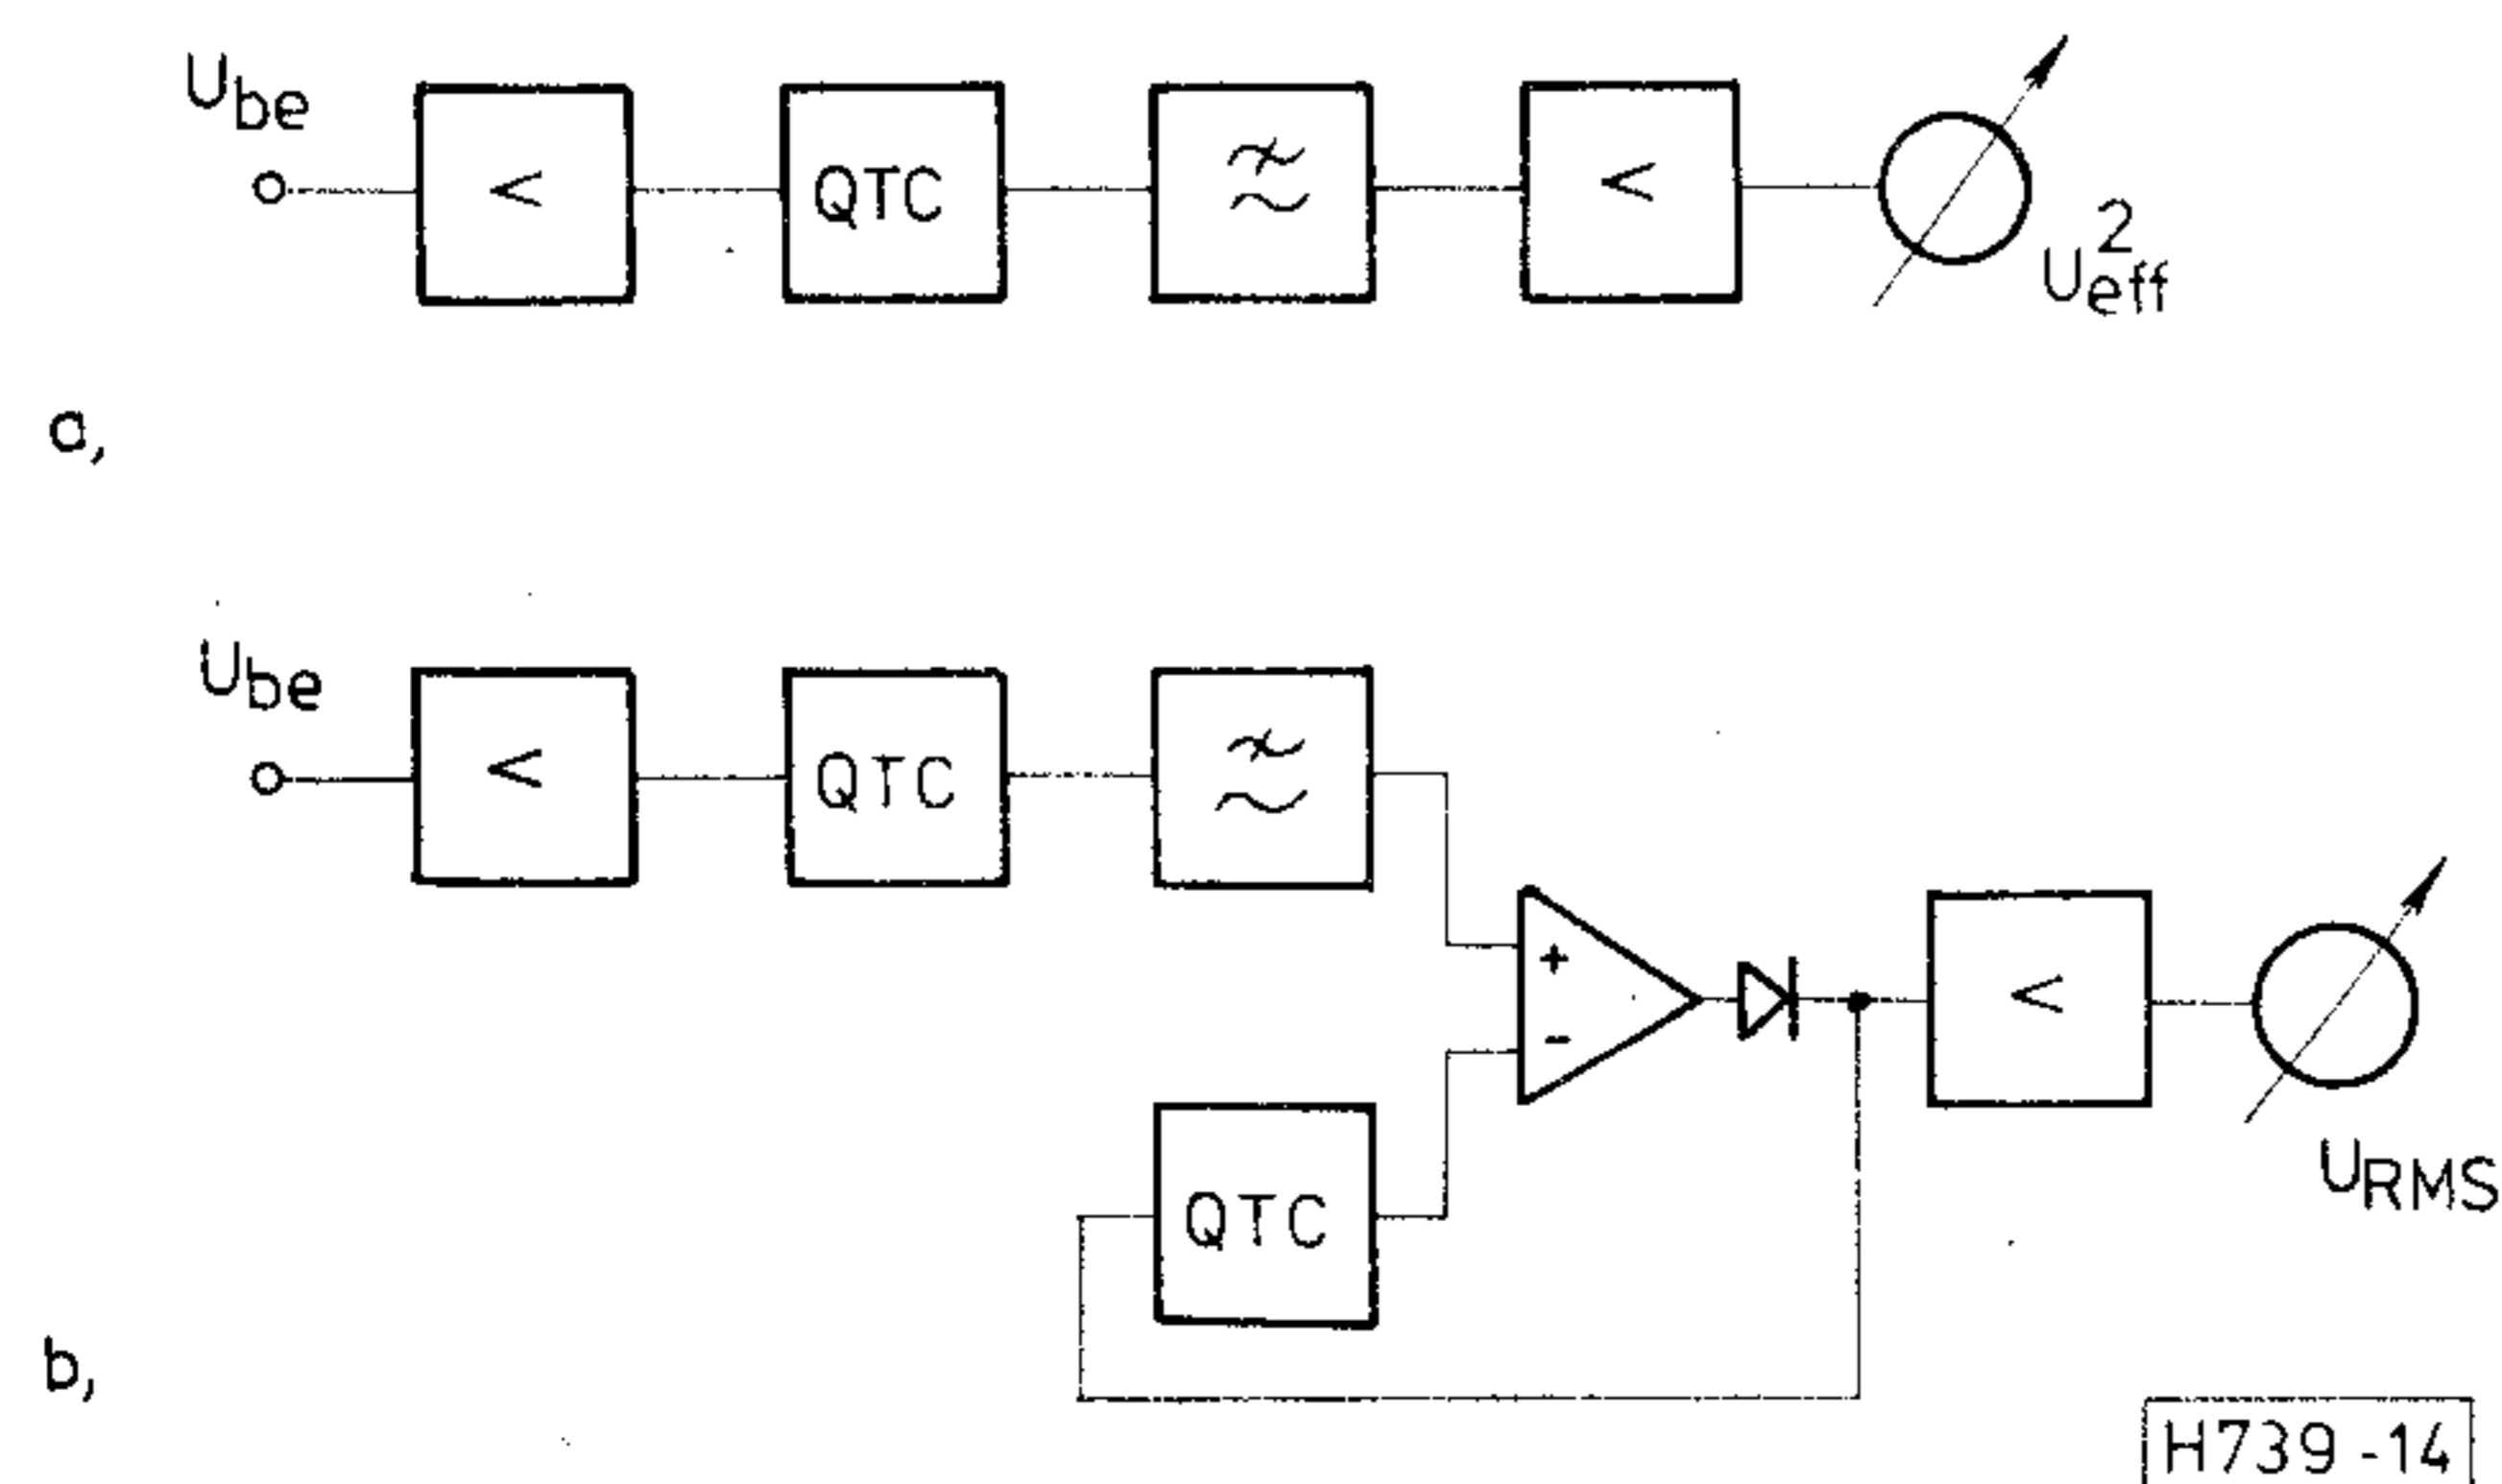 Ube
<
QTC
<
U²eff
a,
Ube
<
QTC
+
-
<
URMS
QTC
b,
H739-14